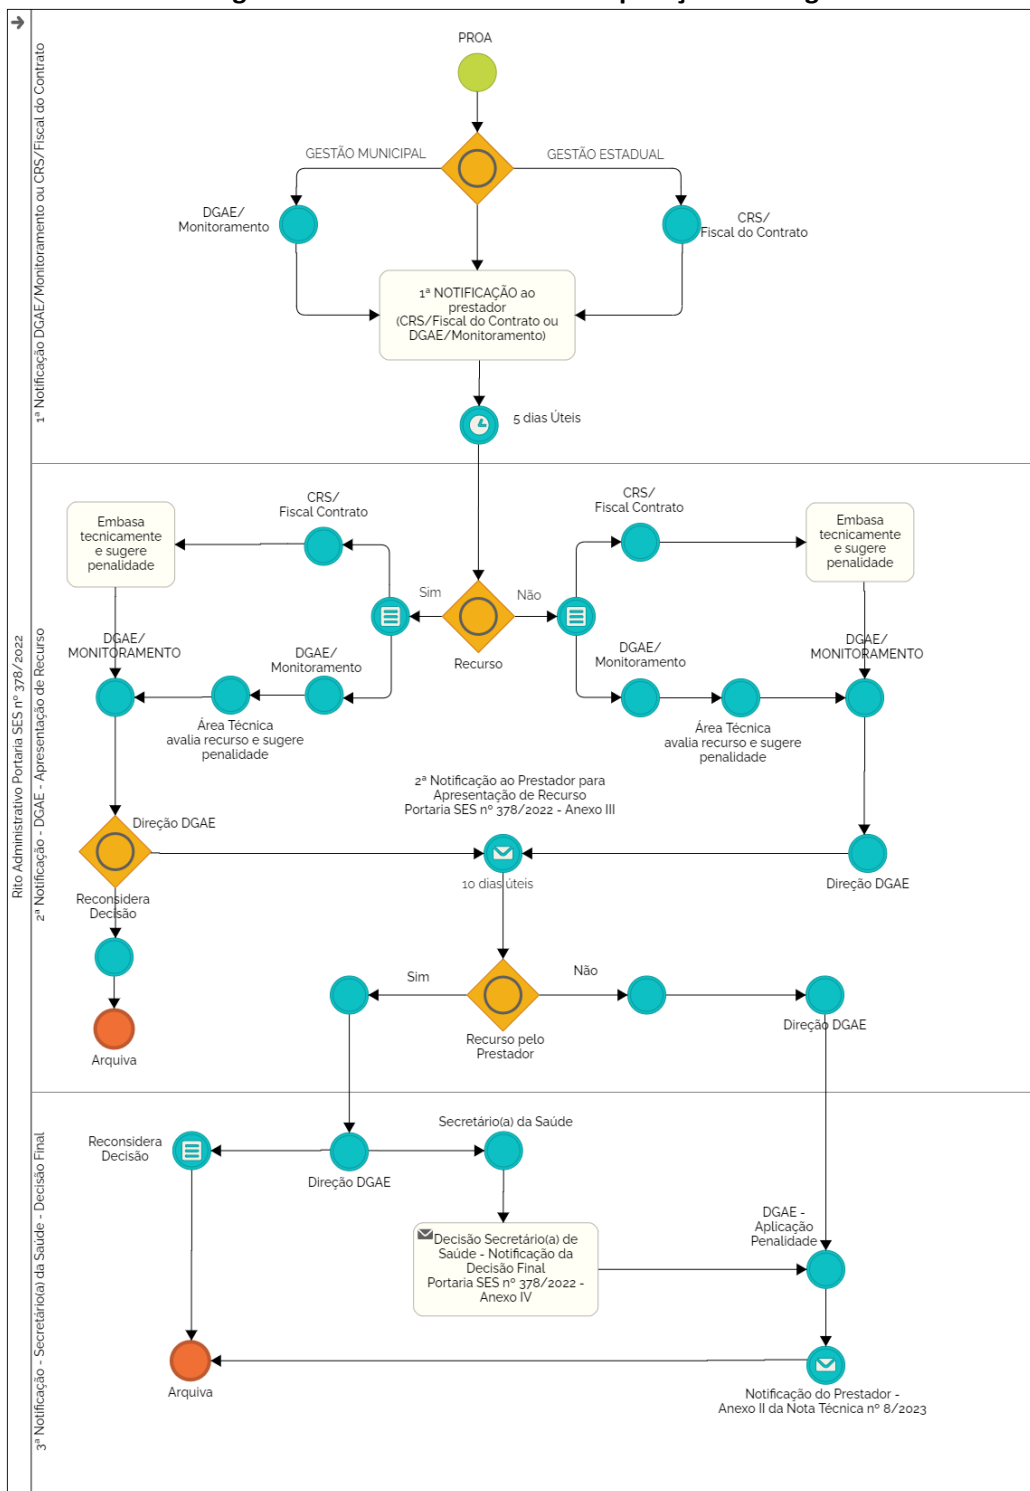 Rito Administrativo Portaria SES nº 378/2022
1ª Notificação DGAE/Monitoramento ou CRS/Fiscal do Contrato
PROA
GESTÃO MUNICIPAL
GESTÃO ESTADUAL
DGAE/
Monitoramento
CRS/
Fiscal do Contrato
1ª NOTIFICAÇÃO ao
prestador
(CRS/Fiscal do Contrato ou
DGAE/Monitoramento)
5 dias Úteis
2ª Notificação - DGAE - Apresentação de Recurso
CRS/
Fiscal Contrato
Embasa
tecnicamente
e sugere
penalidade
CRS/
Fiscal Contrato
Embasa
tecnicamente
e sugere
penalidade
Sim
Não
Recurso
DGAE/
MONITORAMENTO
DGAE/
Monitoramento
DGAE/
Monitoramento
DGAE/
MONITORAMENTO
Área Técnica
avalia recurso e sugere
penalidade
Área Técnica
avalia recurso e sugere
penalidade
2ª Notificação ao Prestador para
Apresentação de Recurso
Portaria SES nº 378/2022 - Anexo III
Direção DGAE
10 dias úteis
Direção DGAE
Reconsidera
Decisão
Arquiva
Sim
Não
Recurso pelo
Prestador
Direção DGAE
3ª Notificação - Secretário(a) da Saúde - Decisão Final
Reconsidera
Decisão
Direção DGAE
Secretário(a) da Saúde
Decisão Secretário(a) de
Saúde - Notificação da
Decisão Final
Portaria SES nº 378/2022 -
Anexo IV
DGAE -
Aplicação
Penalidade
Arquiva
Notificação do Prestador -
Anexo II da Nota Técnica nº 8/2023